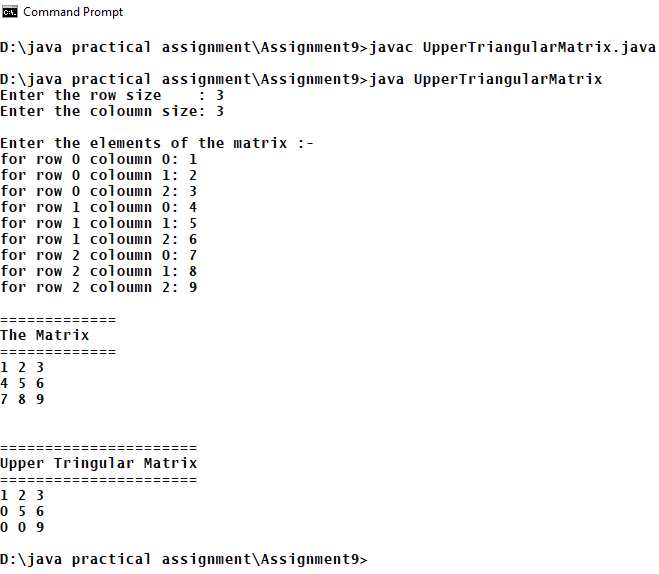 Command Prompt
D:\java practical assignment\Assignment9>javac UpperTriangularMatrix.java
D:\java practical assignment\Assignment9>java UpperTriangularMatrix
Enter the row size    : 3
Enter the coloumn size: 3
Enter the elements of the matrix :-
for row 0 coloumn 0: 1
for row 0 coloumn 1: 2
for row 0 coloumn 2: 3
for row 1 coloumn 0: 4
for row 1 coloumn 1: 5
for row 1 coloumn 2: 6
for row 2 coloumn 0: 7
for row 2 coloumn 1: 8
for row 2 coloumn 2: 9
=============
The Matrix
=============
1 2 3
4 5 6
7 8 9
======================
Upper Tringular Matrix
======================
1 2 3
0 5 6
0 0 9
D:\java practical assignment\Assignment9>